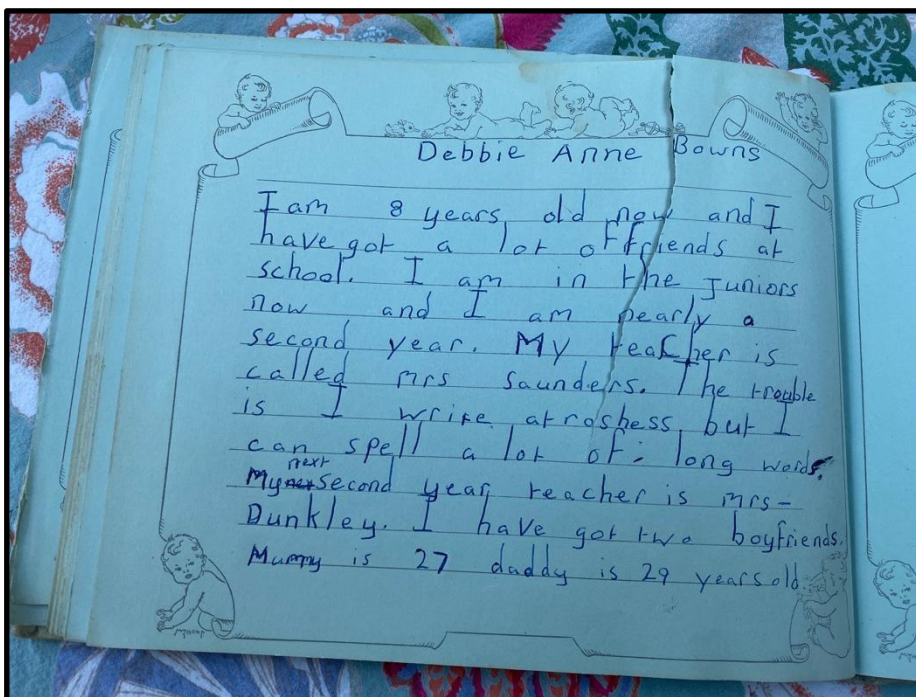 Debbie Anne Bowns
I am 8 years old now and I
have got a lot of friends at
school. I am in the Juniors
now and I am nearly a
second year. My teacher is
called mrs saunders. The trouble
is I write atroshess but I
can spell a lot of. long words.
My next second year teacher is mrs-
Dunkley. I have got two boyfriends.
Mummy is 27 daddy is 29 years old.